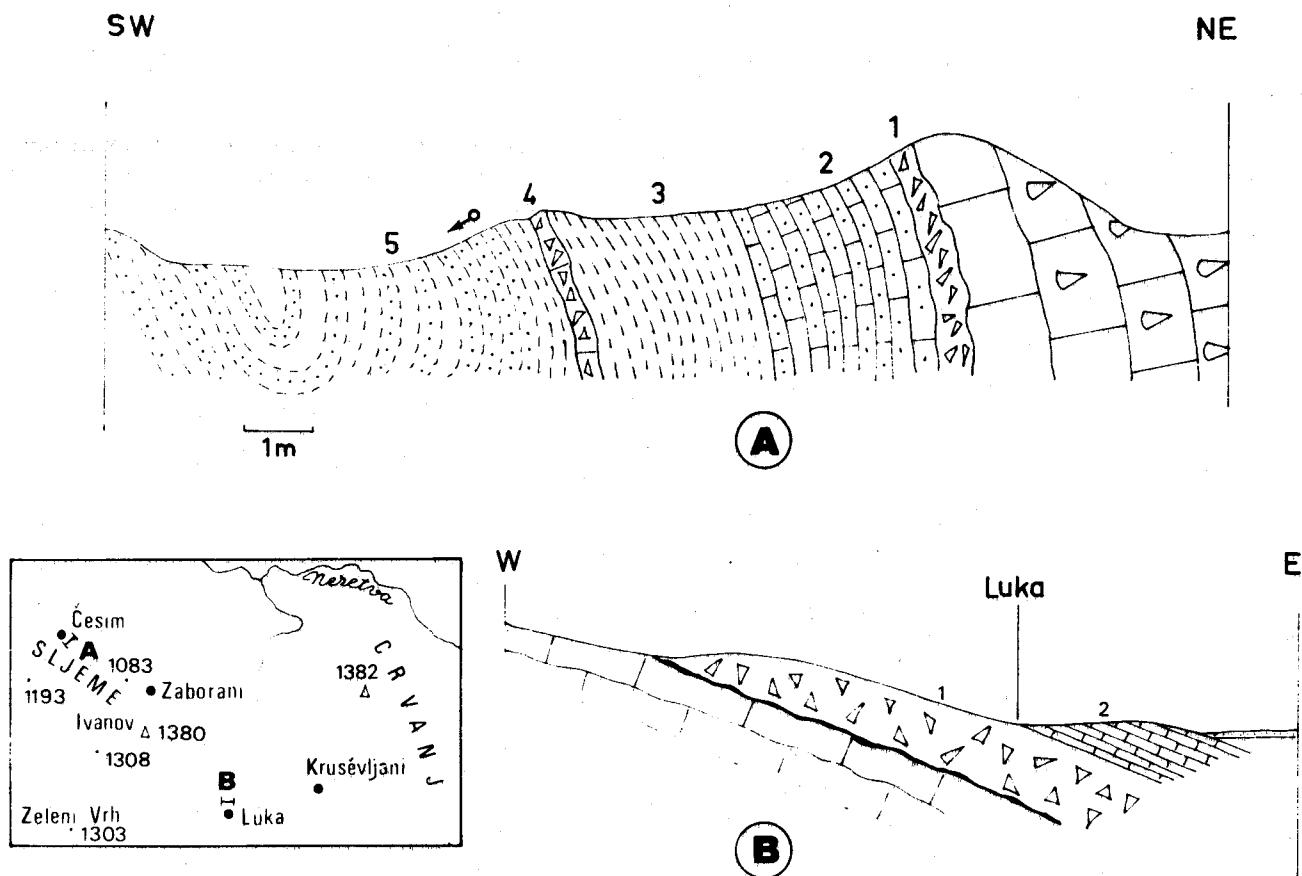 SW NE
1
2
3
4
5
1m
A
W E
Luka
1 2
B
Neretva
Česim
A
SLJEME
1083
1193
Zaborani
CRVANJ
1382
Ivanov
1380
1308
B
Kruševljani
Luka
Zeleni Vrh
1303